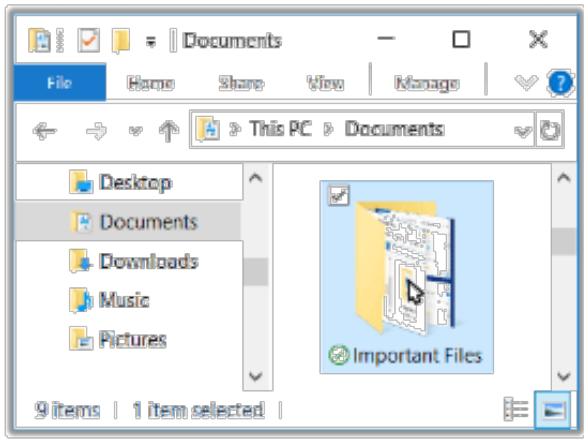 Documents
File Home Share View Manage ?
This PC Documents
Desktop
Documents
Downloads
Music
Pictures
Important Files
9 items | 1 item selected |